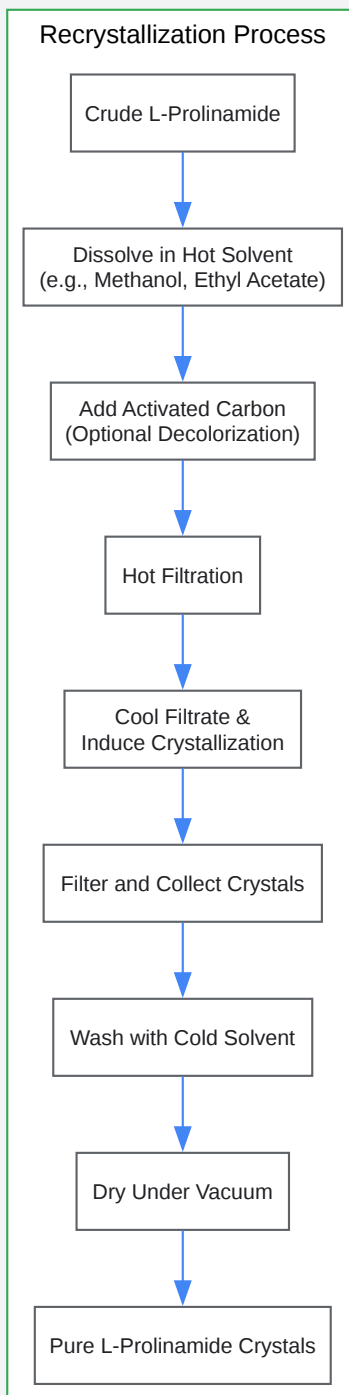 Recrystallization Process
Crude L-Prolinamide
Dissolve in Hot Solvent
(e.g., Methanol, Ethyl Acetate)
Add Activated Carbon
(Optional Decolorization)
Hot Filtration
Cool Filtrate &
Induce Crystallization
Filter and Collect Crystals
Wash with Cold Solvent
Dry Under Vacuum
Pure L-Prolinamide Crystals